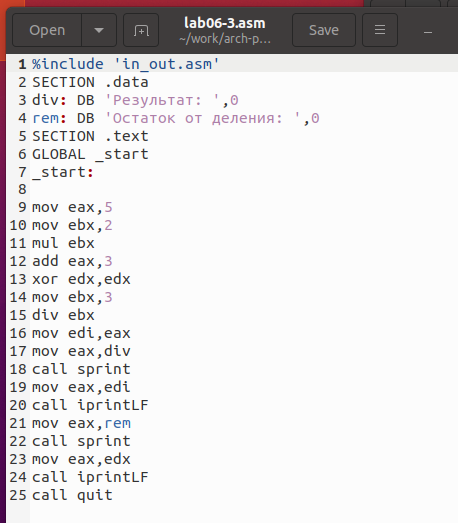 Open
lab06-3.asm
~/work/arch-p...
Save
1 %include 'in_out.asm'
2 SECTION .data
3 div: DB 'Результат: ',0
4 rem: DB 'Остаток от деления: ',0
5 SECTION .text
6 GLOBAL _start
7 _start:
8
9 mov eax,5
10 mov ebx,2
11 mul ebx
12 add eax,3
13 xor edx,edx
14 mov ebx,3
15 div ebx
16 mov edi,eax
17 mov eax,div
18 call sprint
19 mov eax,edi
20 call iprintLF
21 mov eax,rem
22 call sprint
23 mov eax,edx
24 call iprintLF
25 call quit